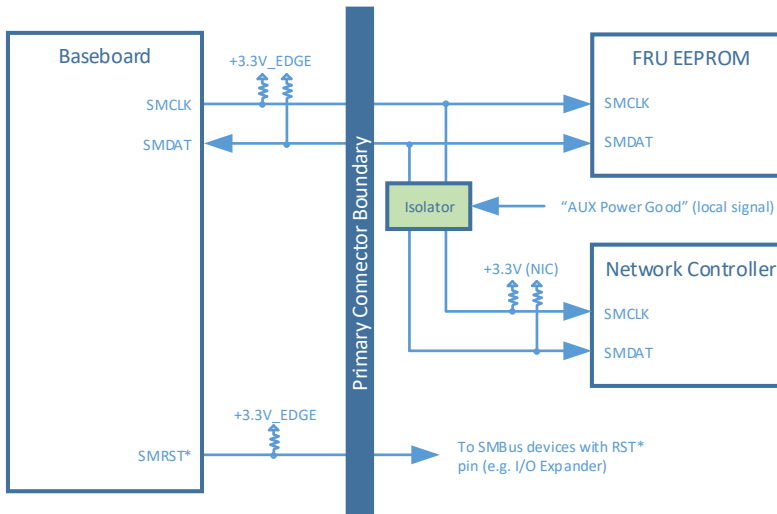 Baseboard
+3.3V_EDGE
SMCLK
SMDAT
SMRST*
+3.3V_EDGE
Primary Connector Boundary
FRU EEPROM
SMCLK
SMDAT
Isolator
“AUX Power Good” (local signal)
+3.3V (NIC)
Network Controller
SMCLK
SMDAT
To SMBus devices with RST*
pin (e.g. I/O Expander)